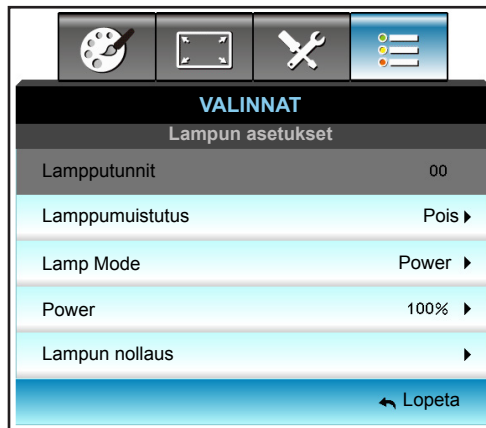 VALINNAT
Lampun asetukset
Lampputunnit 00
Lamppumuistutus Pois
Lamp Mode Power
Power 100%
Lampun nollaus
Lopeta